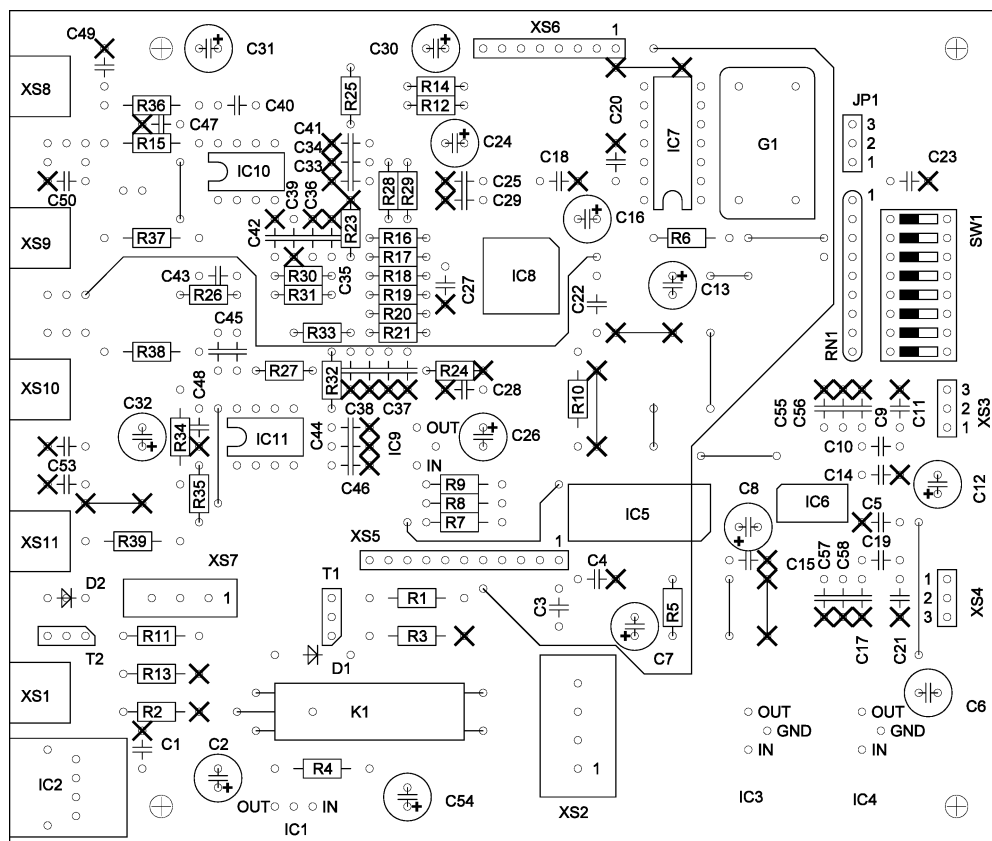 C49
C31
C30
XS6
1
XS8
R36
C40
R25
R14
R12
C20
JP1
C47
R15
C41
C34
C33
C24
IC7
G1
3
2
1
IC10
C50
C39
C36
R28
R29
C25
C29
C18
C23
1
C42
R23
C16
XS9
R37
R16
R6
SW1
R17
C43
R30
C35
R18
C27
IC8
C13
R26
R31
R19
C22
C45
R20
R33
R21
RN1
R38
XS10
R27
R32
R24
C28
R10
C48
C55
C56
C9
C11
3
2
1
XS3
C32
R34
IC11
C44
C38
C37
IC9
OUT
C26
C10
C53
C46
IN
C14
C12
R35
R9
R8
R7
IC5
C8
IC6
C5
XS11
R39
XS7
XS5
1
C15
C57
C58
C19
D2
1
T1
R1
C4
C3
R5
1
2
3
XS4
T2
R11
R3
C7
C17
C21
D1
XS1
R13
R2
K1
C6
OUT
GND
IN
OUT
GND
IN
C1
C2
R4
1
IC2
C54
OUT
IN
IC1
XS2
IC3
IC4